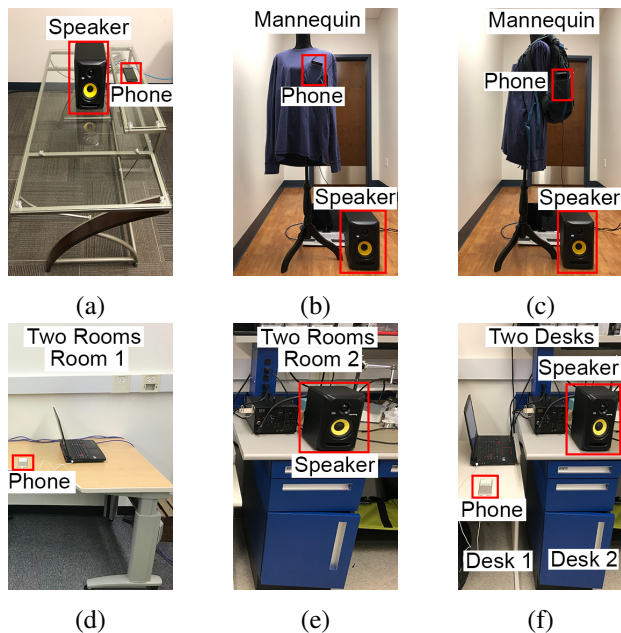 Speaker
Phone
(a)
Mannequin
Phone
Speaker
(b)
Mannequin
Phone
Speaker
(c)
Two Rooms
Room 1
Phone
(d)
Two Rooms
Room 2
Speaker
(e)
Two Desks
Speaker
Phone
Desk 1
Desk 2
(f)